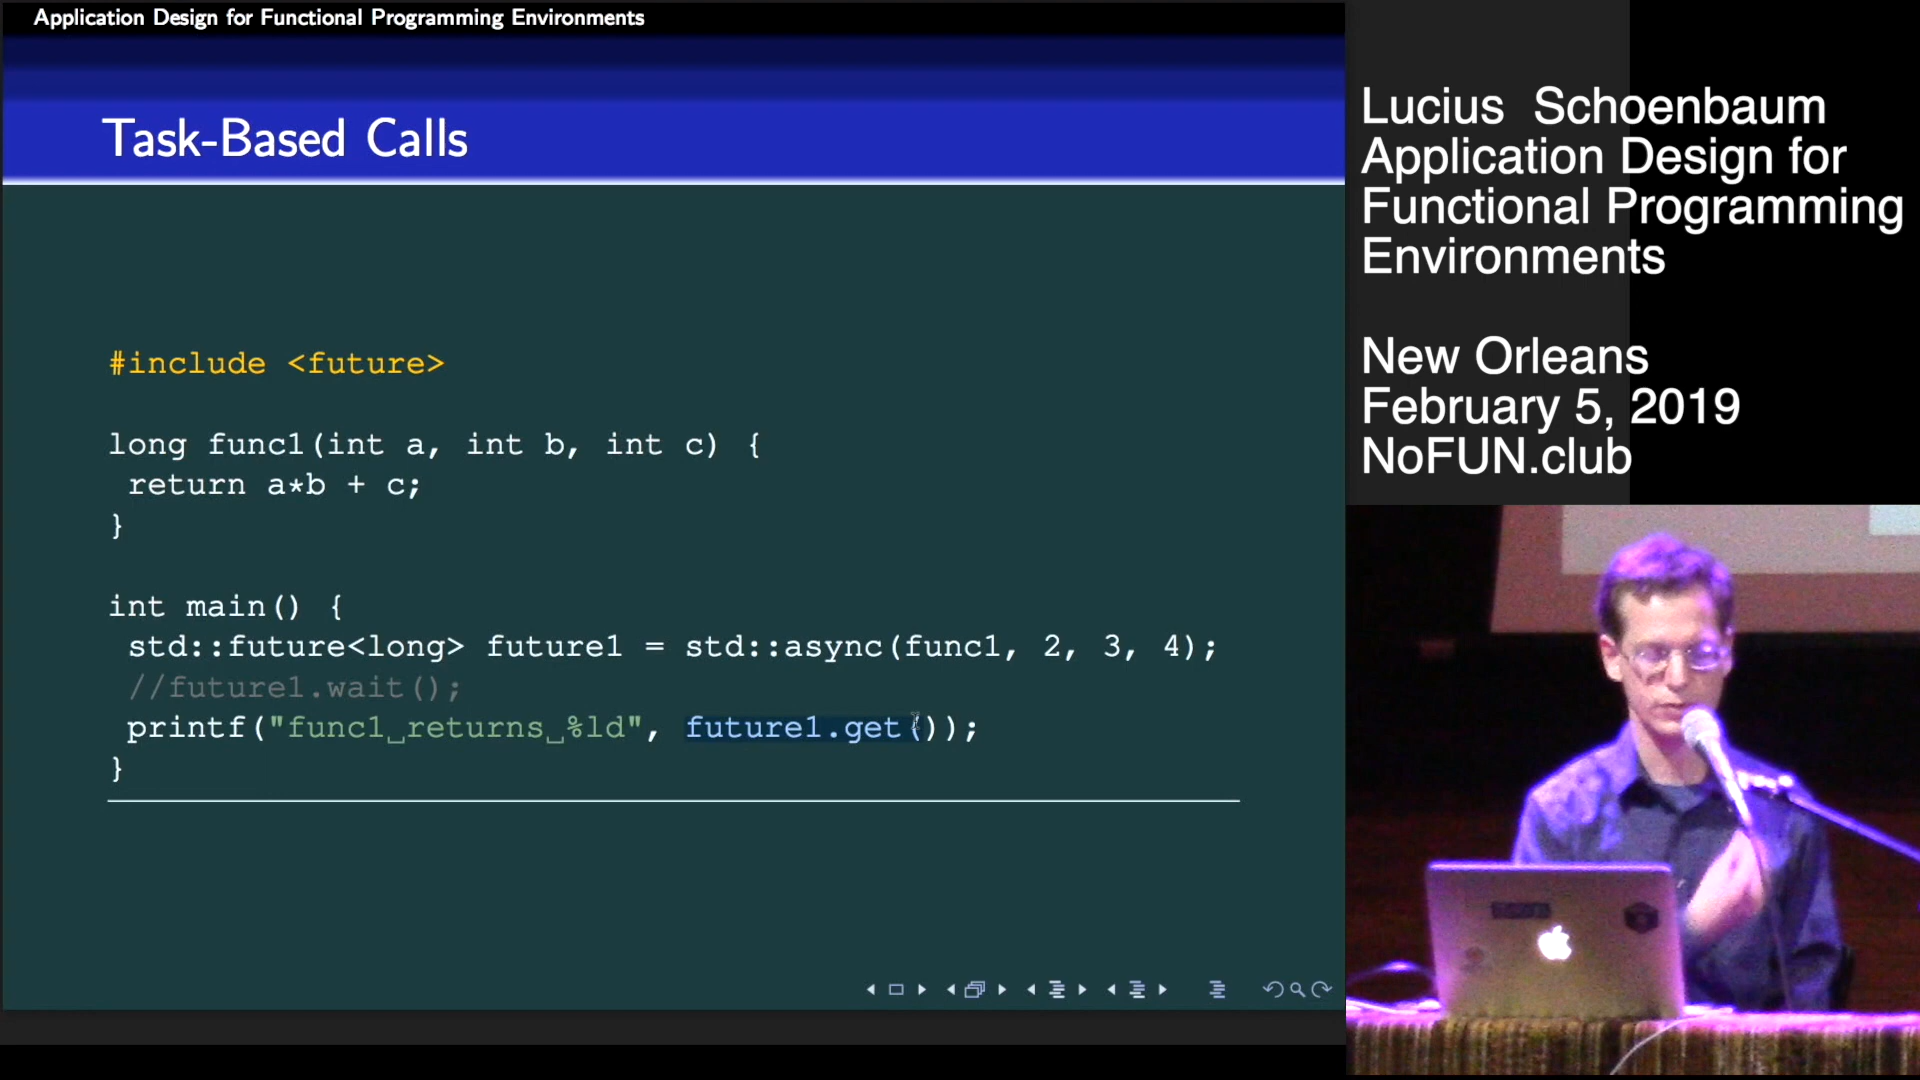 Application Design for Functional Programming Environments
Task-Based Calls
#include <future>
long func1(int a, int b, int c) {
return a*b + c;
}
int main() {
std::future<long> future1 = std::async(func1, 2, 3, 4);
//future1.wait();
printf("func1␣returns␣%ld", future1.get());
}
Lucius Schoenbaum
Application Design for
Functional Programming
Environments
New Orleans
February 5, 2019
NoFUN.club